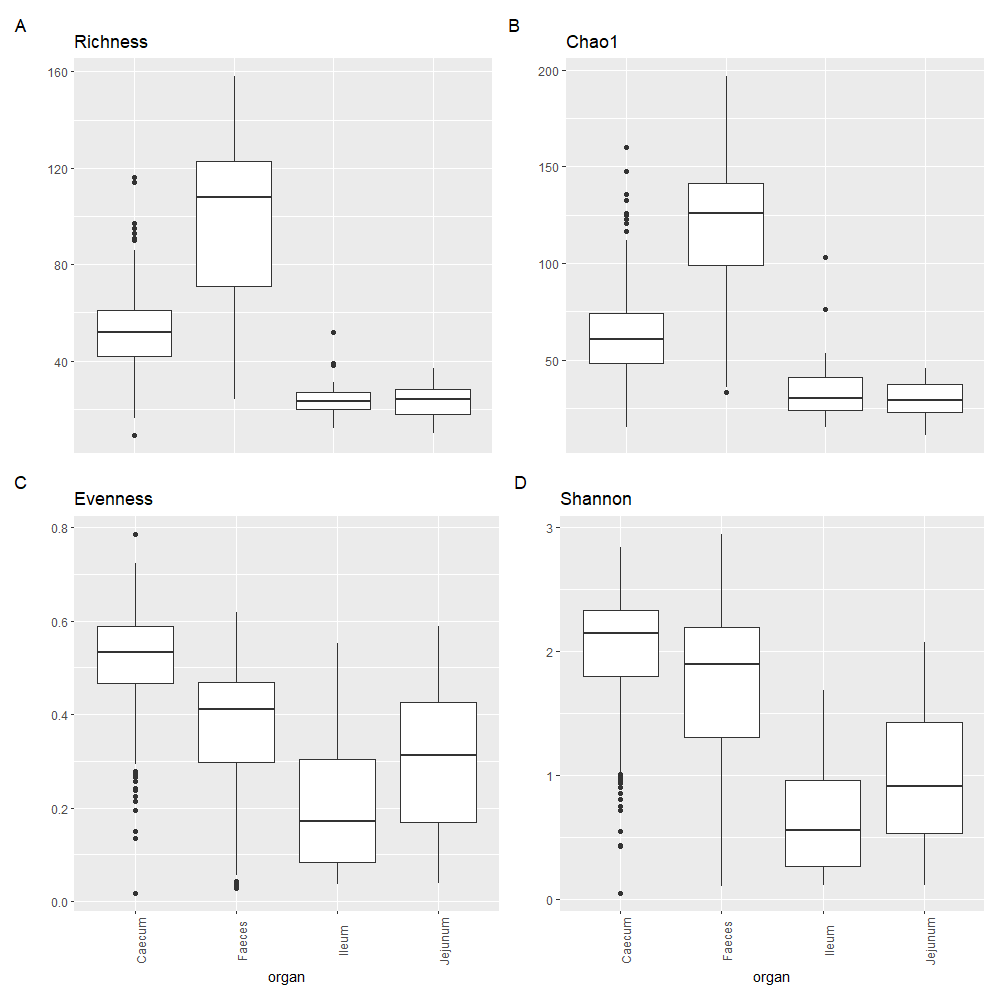 A
Richness
160
120
80
40
B
Chao1
200
150
100
50
C
Evenness
0.8
0.6
0.4
0.2
0.0
Caecum
Faeces
Ileum
Jejunum
organ
D
Shannon
3
2
1
0
Caecum
Faeces
Ileum
Jejunum
organ